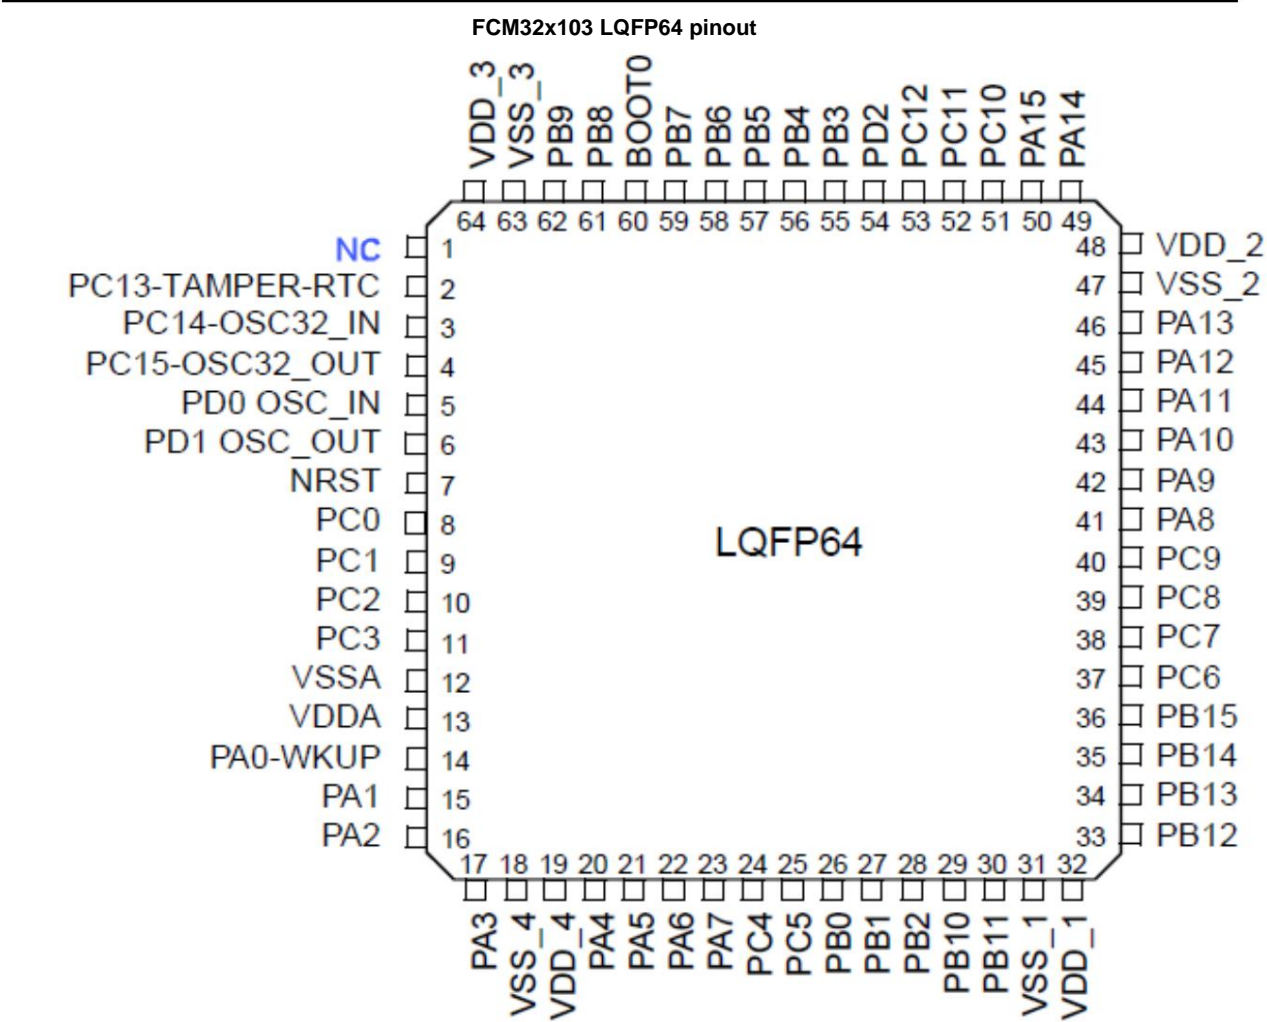 FCM32x103 LQFP64 pinout
VDD_3
VSS_3
PB9
PB8
BOOT0
PB7
PB6
PB5
PB4
PB3
PD2
PC12
PC11
PC10
PA15
PA14
64 63 62 61 60 59 58 57 56 55 54 53 52 51 50 49
NC 1
PC13-TAMPER-RTC 2
PC14-OSC32_IN 3
PC15-OSC32_OUT 4
PD0 OSC_IN 5
PD1 OSC_OUT 6
NRST 7
PC0 8
PC1 9
PC2 10
PC3 11
VSSA 12
VDDA 13
PA0-WKUP 14
PA1 15
PA2 16
LQFP64
48 VDD_2
47 VSS_2
46 PA13
45 PA12
44 PA11
43 PA10
42 PA9
41 PA8
40 PC9
39 PC8
38 PC7
37 PC6
36 PB15
35 PB14
34 PB13
33 PB12
17 18 19 20 21 22 23 24 25 26 27 28 29 30 31 32
PA3
VSS_4
VDD_4
PA4
PA5
PA6
PA7
PC4
PC5
PB0
PB1
PB2
PB10
PB11
VSS_1
VDD_1